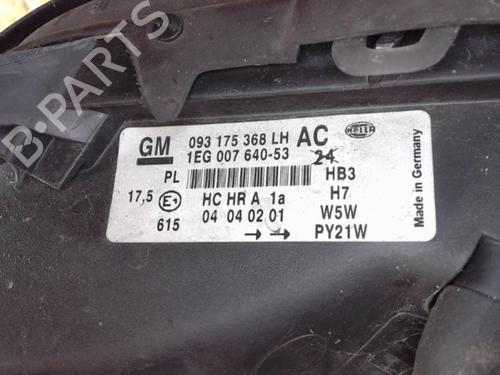 B-PARTS
GM 093 175 368 LH AC HELLA
1EG 007 640-53 24
PL HB3
17,5 E1 HC HR A 1a H7
04 04 02 01 W5W
615 PY21W
Made in Germany